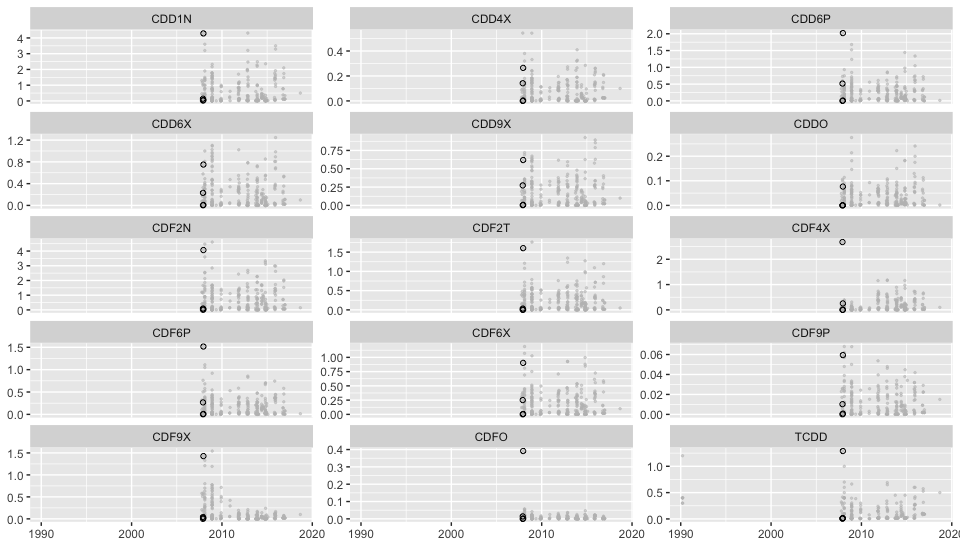 CDD1N CDD4X CDD6P
4 3 2 1 0
0.4 0.2 0.0
2.0 1.5 1.0 0.5 0.0
CDD6X CDD9X CDDO
1.2 0.8 0.4 0.0
0.75 0.50 0.25 0.00
0.2 0.1 0.0
CDF2N CDF2T CDF4X
4 3 2 1 0
1.5 1.0 0.5 0.0
2 1 0
CDF6P CDF6X CDF9P
1.5 1.0 0.5 0.0
1.00 0.75 0.50 0.25 0.00
0.06 0.04 0.02 0.00
CDF9X CDFO TCDD
1.5 1.0 0.5 0.0
0.4 0.3 0.2 0.1 0.0
1.0 0.5 0.0
1990 2000 2010 2020 1990 2000 2010 2020 1990 2000 2010 2020